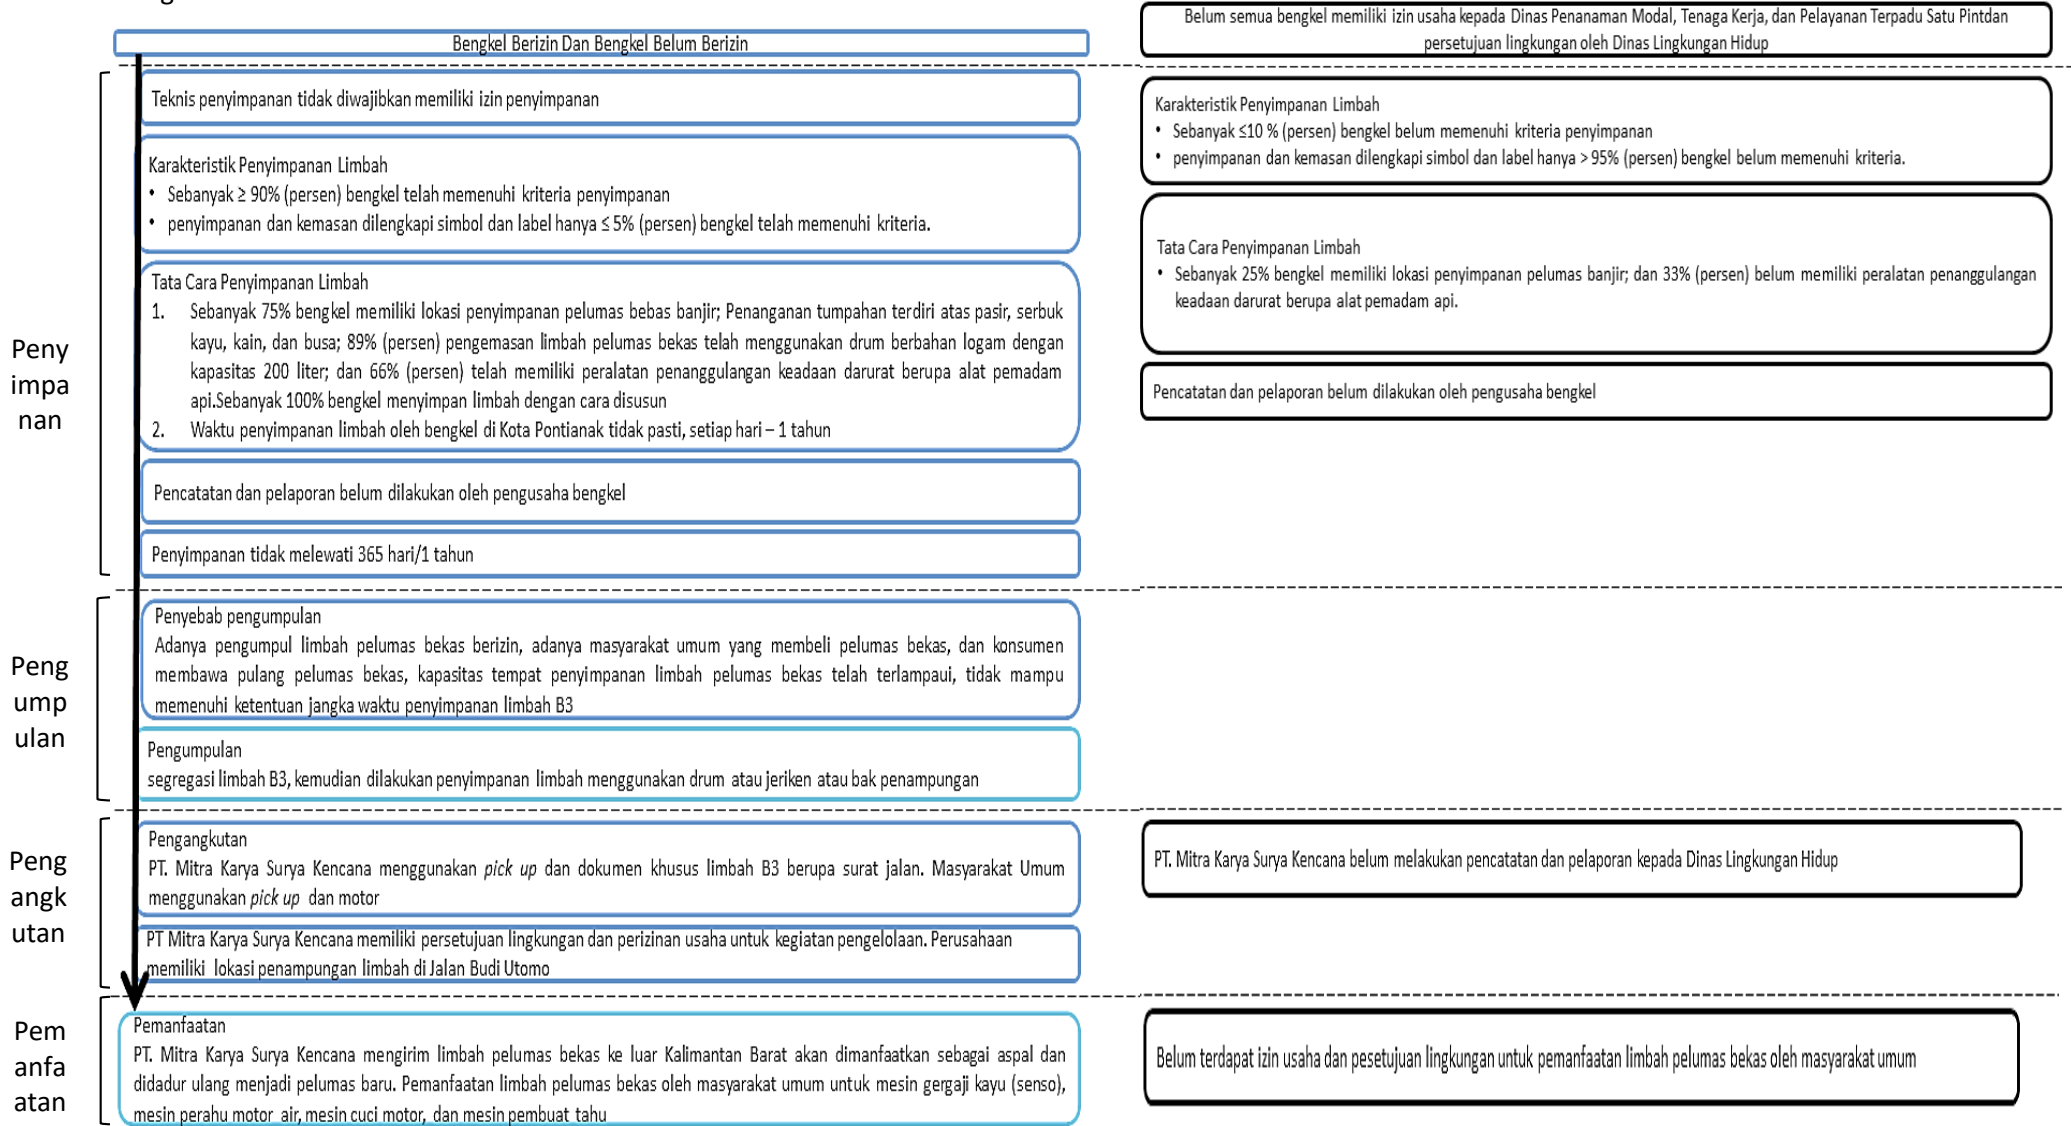 Bengkel Berizin Dan Bengkel Belum Berizin
Belum semua bengkel memiliki izin usaha kepada Dinas Penanaman Modal, Tenaga Kerja, dan Pelayanan Terpadu Satu Pintdan
persetujuan lingkungan oleh Dinas Lingkungan Hidup
Peny
impa
nan
Teknis penyimpanan tidak diwajibkan memiliki izin penyimpanan
Karakteristik Penyimpanan Limbah
• Sebanyak ≥ 90% (persen) bengkel telah memenuhi kriteria penyimpanan
• penyimpanan dan kemasan dilengkapi simbol dan label hanya ≤ 5% (persen) bengkel telah memenuhi kriteria.
Tata Cara Penyimpanan Limbah
1. Sebanyak 75% bengkel memiliki lokasi penyimpanan pelumas bebas banjir; Penanganan tumpahan terdiri atas pasir, serbuk
kayu, kain, dan busa; 89% (persen) pengemasan limbah pelumas bekas telah menggunakan drum berbahan logam dengan
kapasitas 200 liter; dan 66% (persen) telah memiliki peralatan penanggulangan keadaan darurat berupa alat pemadam
api.Sebanyak 100% bengkel menyimpan limbah dengan cara disusun
2. Waktu penyimpanan limbah oleh bengkel di Kota Pontianak tidak pasti, setiap hari – 1 tahun
Pencatatan dan pelaporan belum dilakukan oleh pengusaha bengkel
Penyimpanan tidak melewati 365 hari/1 tahun
Karakteristik Penyimpanan Limbah
• Sebanyak ≤10 % (persen) bengkel belum memenuhi kriteria penyimpanan
• penyimpanan dan kemasan dilengkapi simbol dan label hanya > 95% (persen) bengkel belum memenuhi kriteria.
Tata Cara Penyimpanan Limbah
• Sebanyak 25% bengkel memiliki lokasi penyimpanan pelumas banjir; dan 33% (persen) belum memiliki peralatan penanggulangan
keadaan darurat berupa alat pemadam api.
Pencatatan dan pelaporan belum dilakukan oleh pengusaha bengkel
Peng
ump
ulan
Penyebab pengumpulan
Adanya pengumpul limbah pelumas bekas berizin, adanya masyarakat umum yang membeli pelumas bekas, dan konsumen
membawa pulang pelumas bekas, kapasitas tempat penyimpanan limbah pelumas bekas telah terlampaui, tidak mampu
memenuhi ketentuan jangka waktu penyimpanan limbah B3
Pengumpulan
segregasi limbah B3, kemudian dilakukan penyimpanan limbah menggunakan drum atau jeriken atau bak penampungan
Peng
angk
utan
Pengangkutan
PT. Mitra Karya Surya Kencana menggunakan pick up dan dokumen khusus limbah B3 berupa surat jalan. Masyarakat Umum
menggunakan pick up dan motor
PT Mitra Karya Surya Kencana memiliki persetujuan lingkungan dan perizinan usaha untuk kegiatan pengelolaan. Perusahaan
memiliki lokasi penampungan limbah di Jalan Budi Utomo
PT. Mitra Karya Surya Kencana belum melakukan pencatatan dan pelaporan kepada Dinas Lingkungan Hidup
Pem
anfa
atan
Pemanfaatan
PT. Mitra Karya Surya Kencana mengirim limbah pelumas bekas ke luar Kalimantan Barat akan dimanfaatkan sebagai aspal dan
didadur ulang menjadi pelumas baru. Pemanfaatan limbah pelumas bekas oleh masyarakat umum untuk mesin gergaji kayu (senso),
mesin perahu motor air, mesin cuci motor, dan mesin pembuat tahu
Belum terdapat izin usaha dan pesetujuan lingkungan untuk pemanfaatan limbah pelumas bekas oleh masyarakat umum